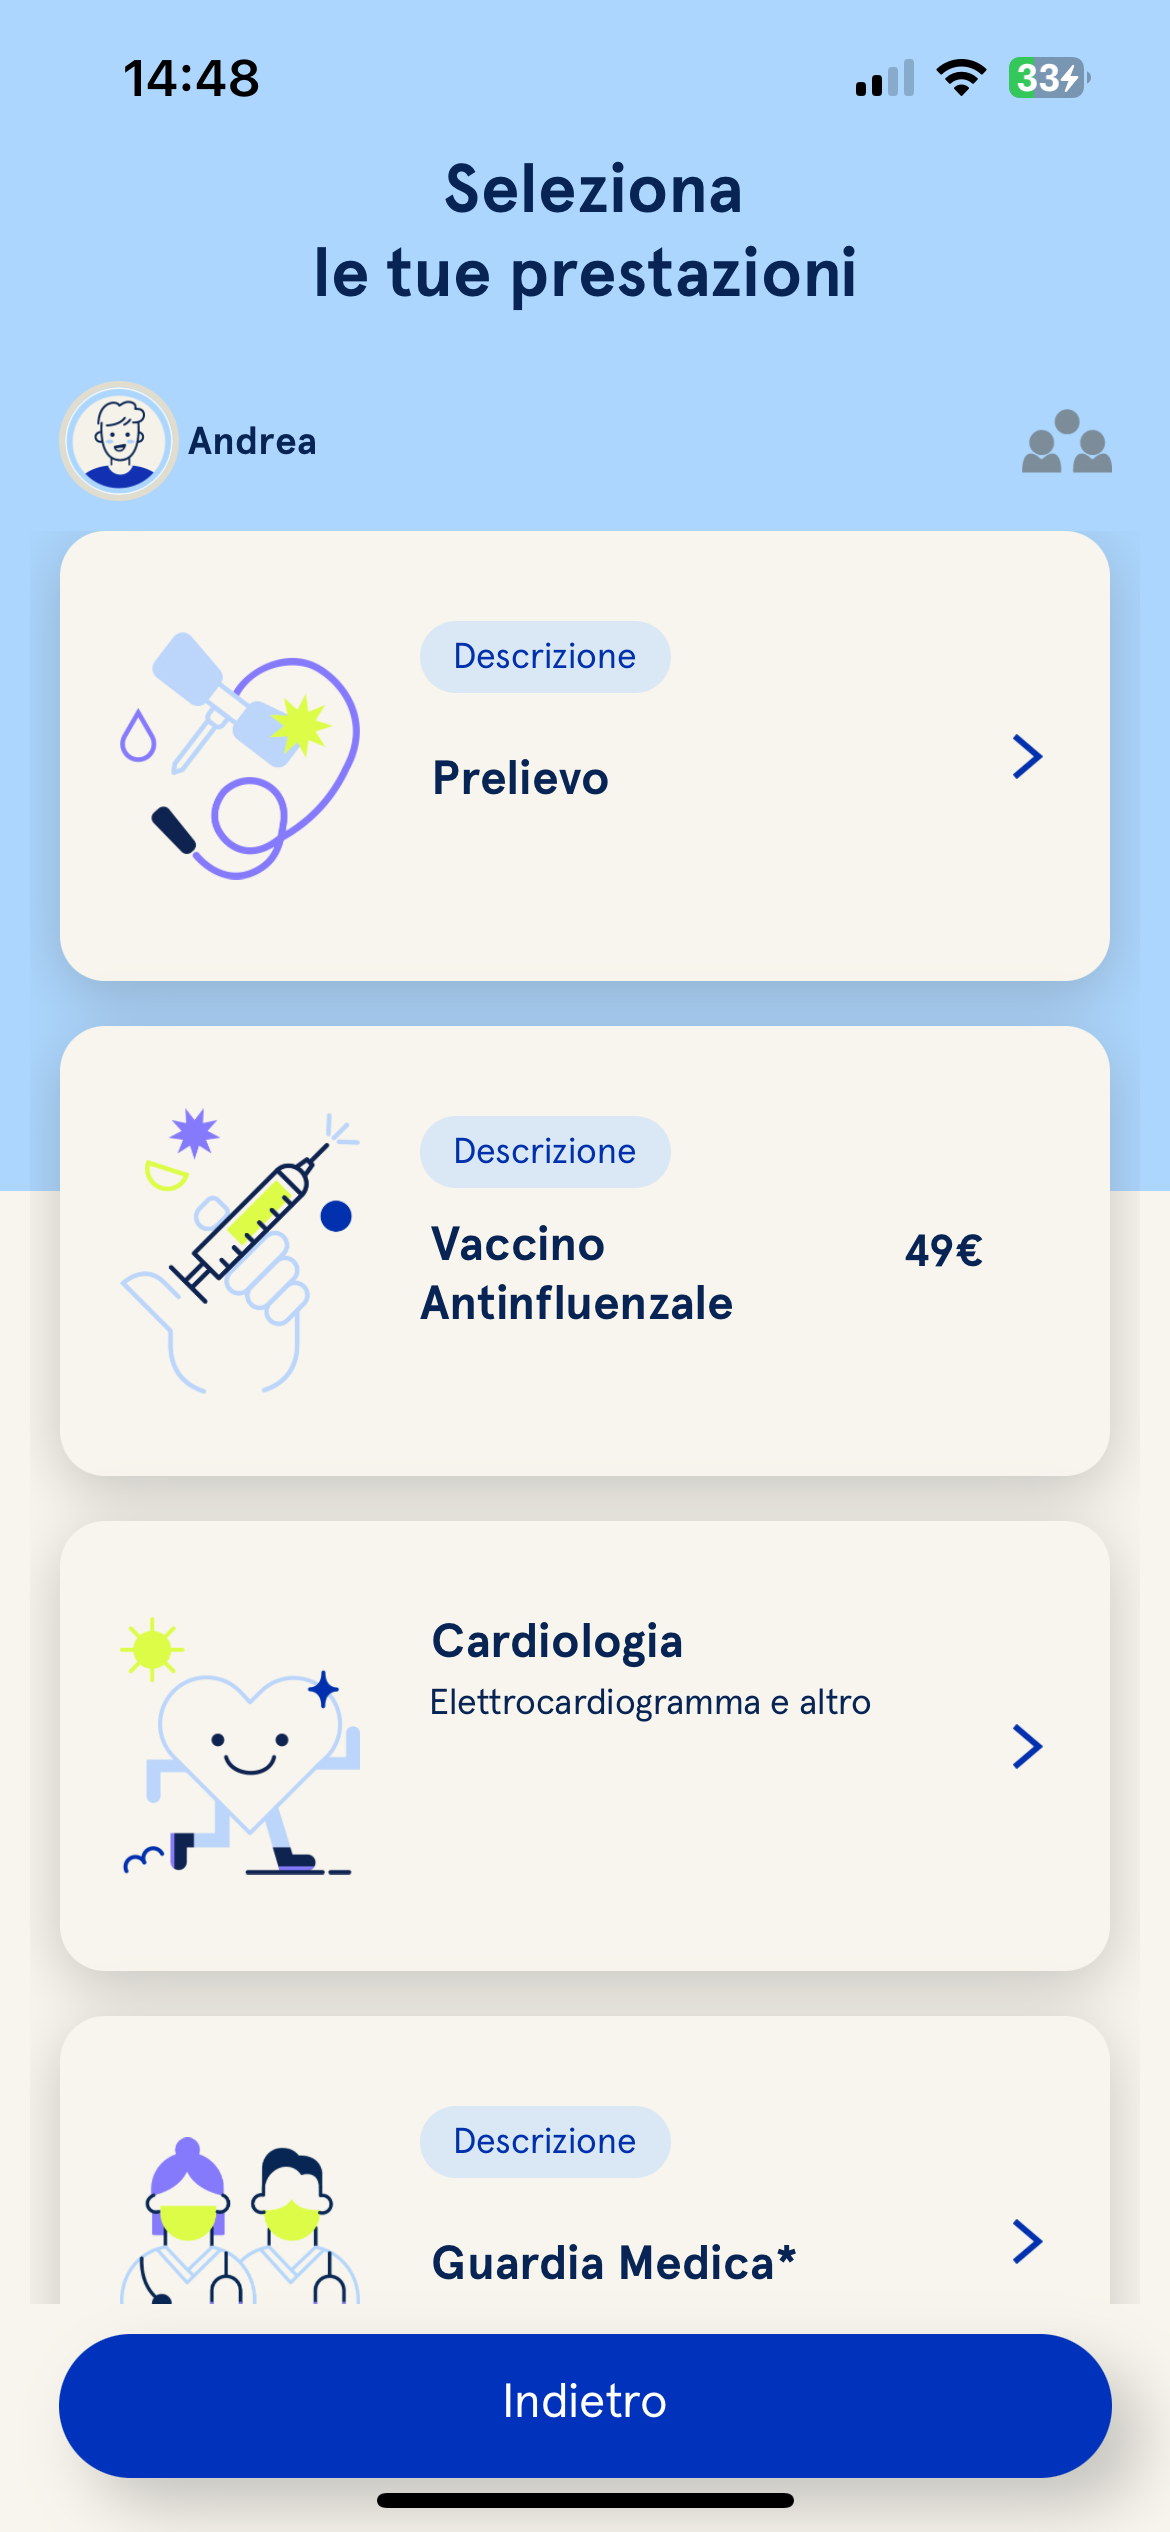 14:48
33
Seleziona
le tue prestazioni
Andrea
Descrizione
Prelievo
Descrizione
Vaccino
Antinfluenzale
49€
Cardiologia
Elettrocardiogramma e altro
Descrizione
Guardia Medica*
Indietro